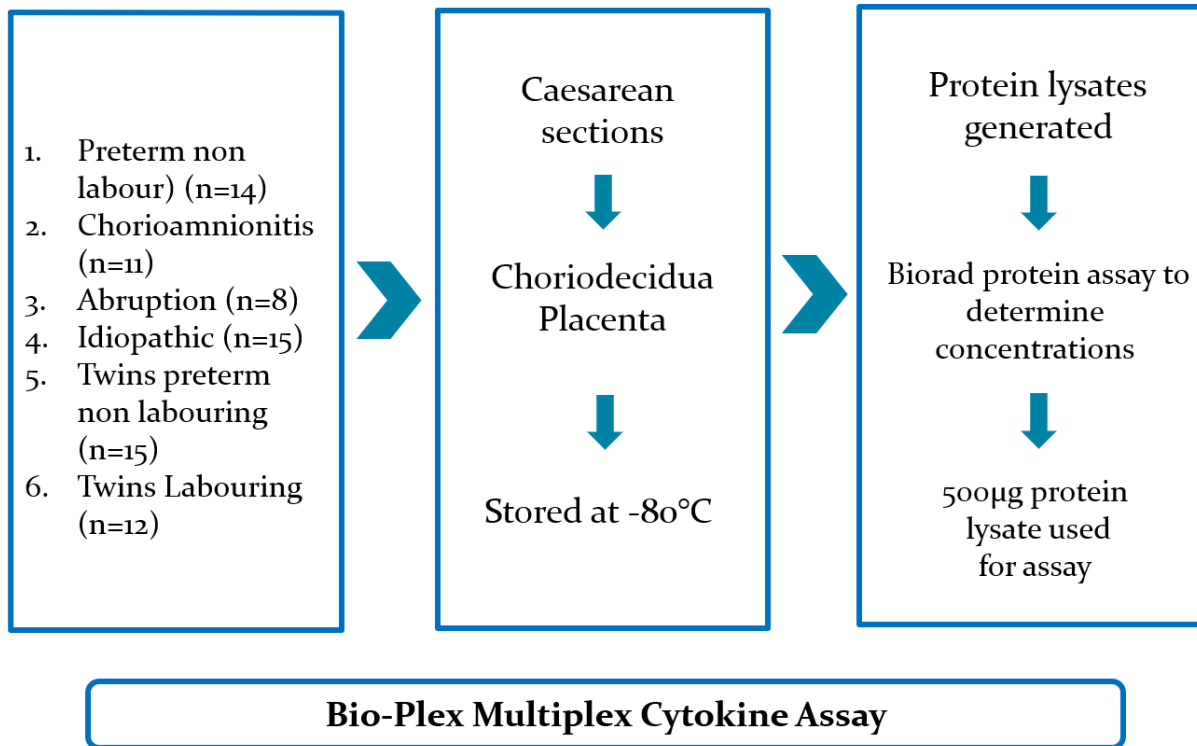 1. Preterm non
labour) (n=14)
2. Chorioamnionitis
(n=11)
3. Abruption (n=8)
4. Idiopathic (n=15)
5. Twins preterm
non labouring
(n=15)
6. Twins Labouring
(n=12)
Caesarean
sections
Choriodecidua
Placenta
Stored at -80°C
Protein lysates
generated
Biorad protein assay to
determine
concentrations
500µg protein
lysate used
for assay
Bio-Plex Multiplex Cytokine Assay